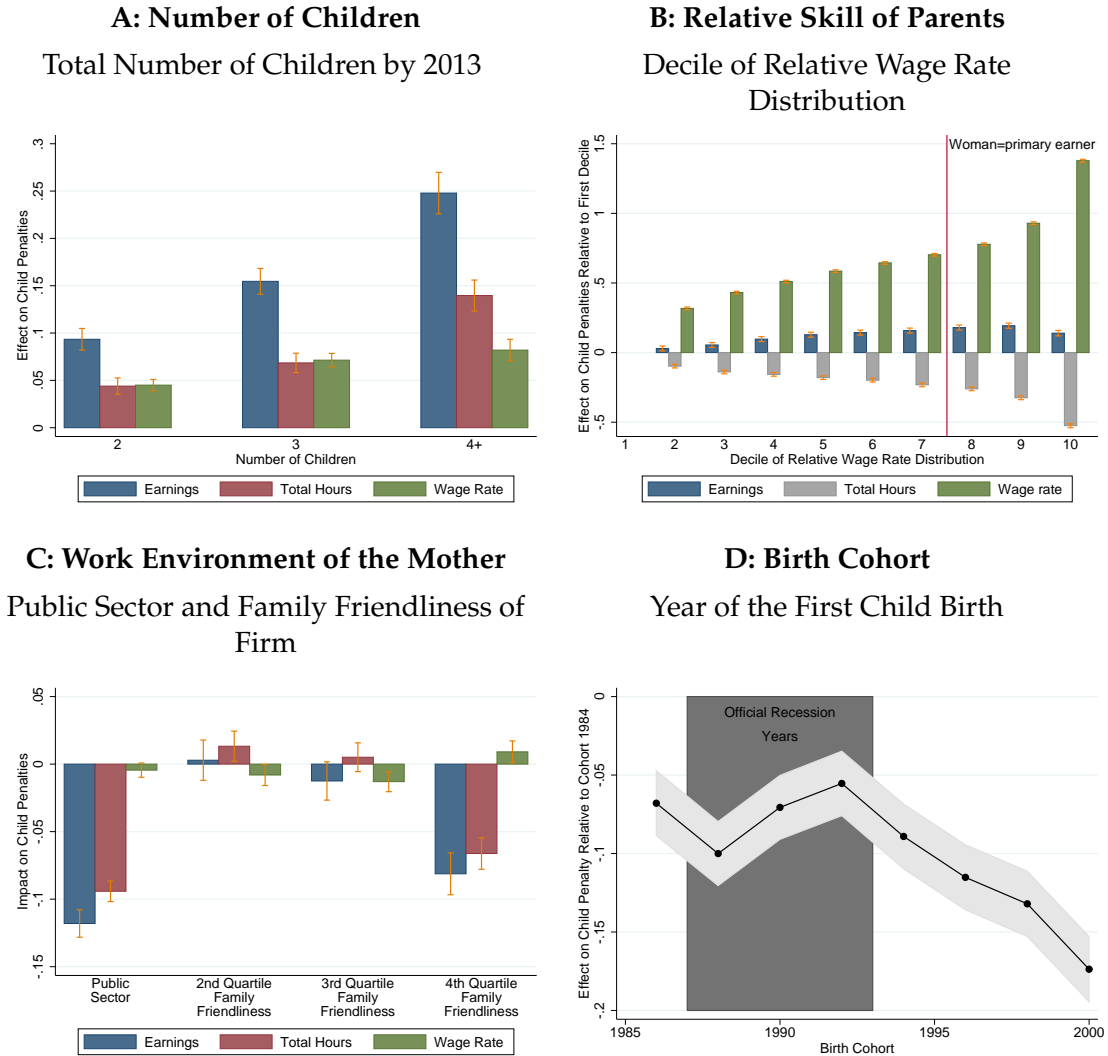 A: Number of Children
Total Number of Children by 2013
Effect on Child Penalties
.3
.25
.2
.15
.1
.05
0
2
3
4+
Number of Children
Earnings
Total Hours
Wage Rate
B: Relative Skill of Parents
Decile of Relative Wage Rate
Distribution
Effect on Child Penalties Relative to First Decile
1.5
1
.5
0
-.5
Woman=primary earner
1
2
3
4
5
6
7
8
9
10
Decile of Relative Wage Rate Distribution
Earnings
Total Hours
Wage rate
C: Work Environment of the Mother
Public Sector and Family Friendliness of
Firm
Impact on Child Penalties
.05
0
-.05
-.1
-.15
Public
Sector
2nd Quartile
Family
Friendliness
3rd Quartile
Family
Friendliness
4th Quartile
Family
Friendliness
Earnings
Total Hours
Wage Rate
D: Birth Cohort
Year of the First Child Birth
Effect on Child Penalty Relative to Cohort 1984
0
-.05
-.1
-.15
-.2
Official Recession
Years
1985
1990
1995
2000
Birth Cohort